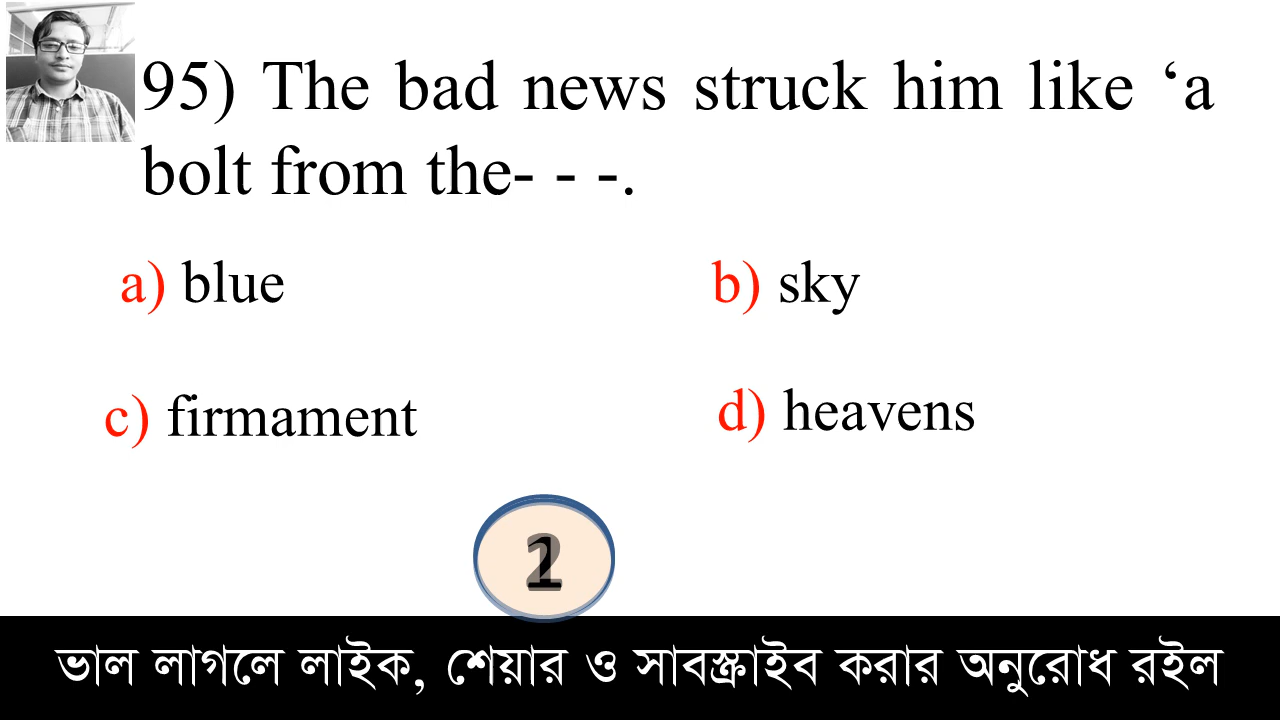 95) The bad news struck him like ‘a
bolt from the- - -.
a) blue
b) sky
c) firmament
d) heavens
ভাল লাগলে লাইক, শেয়ার ও সাবস্ক্রাইব করার অনুরোধ রইল